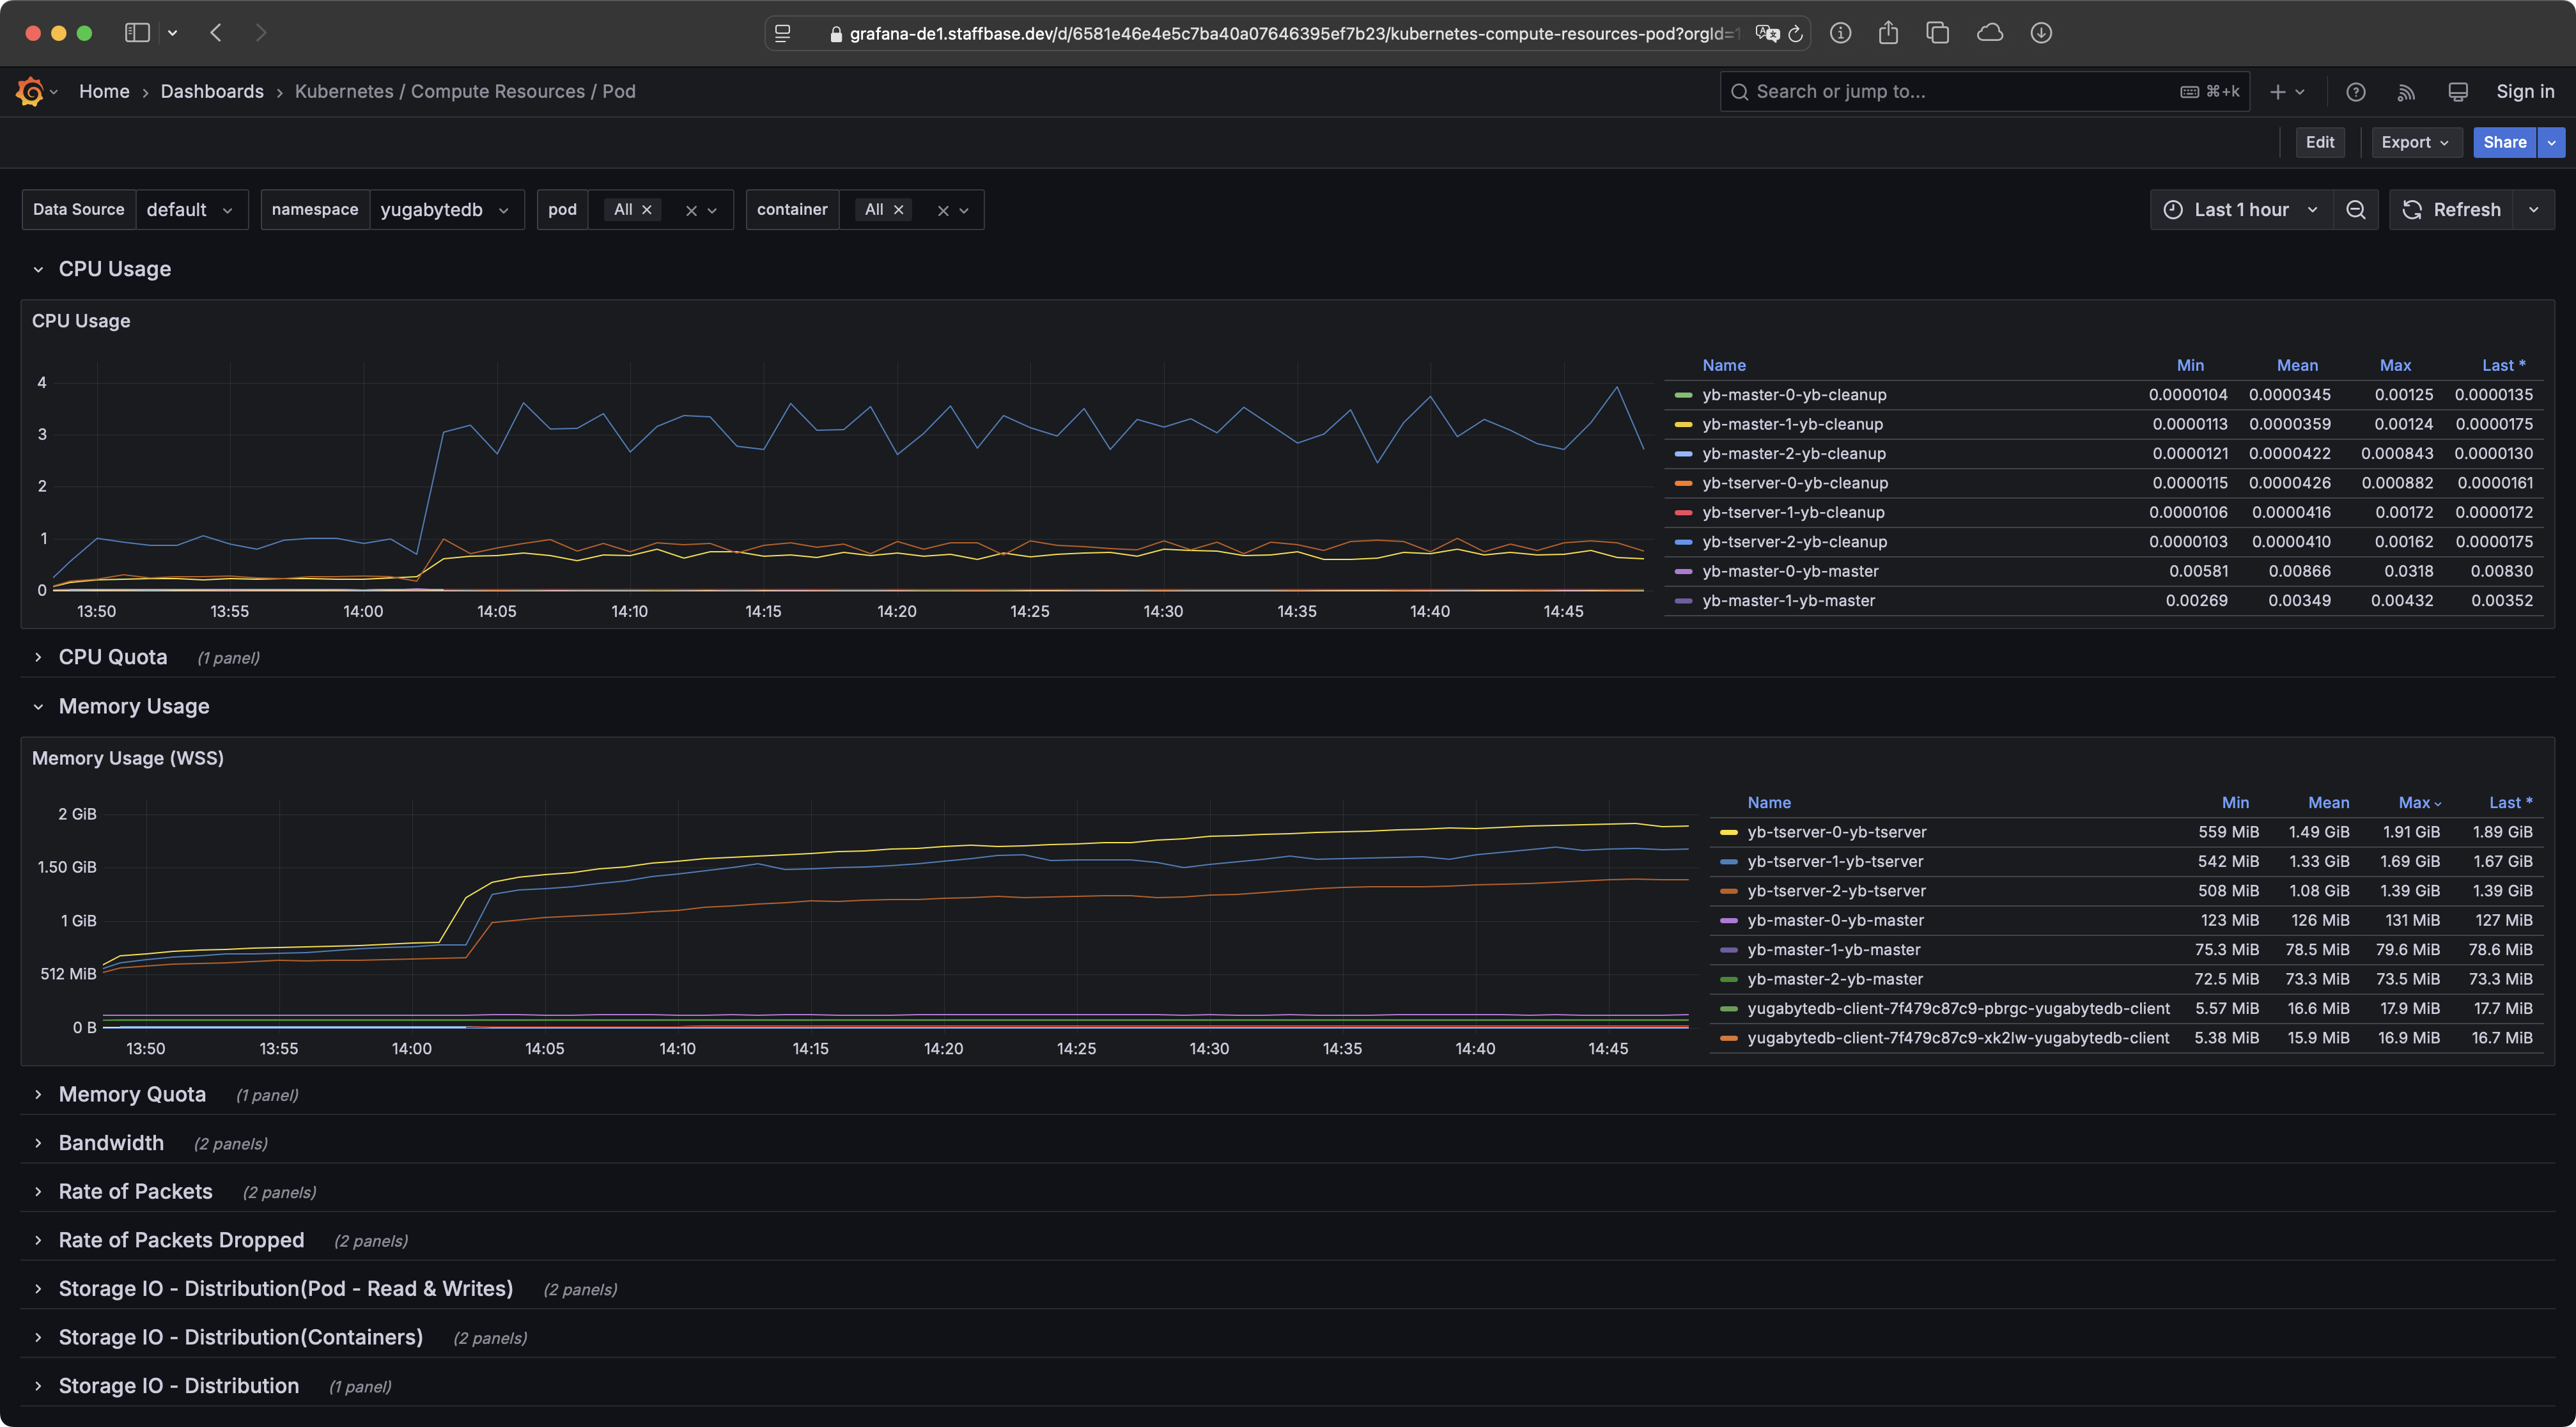 grafana-de1.staffbase.dev/d/6581e46e4e5c7ba40a07646395ef7b23/kubernetes-compute-resources-pod?orgId=1
Home › Dashboards › Kubernetes / Compute Resources / Pod
Search or jump to...
⌘+k
Sign in
Edit
Export
Share
Data Source default
namespace yugabytedb
pod All
container All
Last 1 hour
Refresh
CPU Usage
CPU Usage
4
3
2
1
0
13:50 13:55 14:00 14:05 14:10 14:15 14:20 14:25 14:30 14:35 14:40 14:45
Name Min Mean Max Last *
yb-master-0-yb-cleanup 0.0000104 0.0000345 0.00125 0.0000135
yb-master-1-yb-cleanup 0.0000113 0.0000359 0.00124 0.0000175
yb-master-2-yb-cleanup 0.0000121 0.0000422 0.000843 0.0000130
yb-tserver-0-yb-cleanup 0.0000115 0.0000426 0.000882 0.0000161
yb-tserver-1-yb-cleanup 0.0000106 0.0000416 0.00172 0.0000172
yb-tserver-2-yb-cleanup 0.0000103 0.0000410 0.00162 0.0000175
yb-master-0-yb-master 0.00581 0.00866 0.0318 0.00830
yb-master-1-yb-master 0.00269 0.00349 0.00432 0.00352
CPU Quota (1 panel)
Memory Usage
Memory Usage (WSS)
2 GiB
1.50 GiB
1 GiB
512 MiB
0 B
13:50 13:55 14:00 14:05 14:10 14:15 14:20 14:25 14:30 14:35 14:40 14:45
Name Min Mean Max Last *
yb-tserver-0-yb-tserver 559 MiB 1.49 GiB 1.91 GiB 1.89 GiB
yb-tserver-1-yb-tserver 542 MiB 1.33 GiB 1.69 GiB 1.67 GiB
yb-tserver-2-yb-tserver 508 MiB 1.08 GiB 1.39 GiB 1.39 GiB
yb-master-0-yb-master 123 MiB 126 MiB 131 MiB 127 MiB
yb-master-1-yb-master 75.3 MiB 78.5 MiB 79.6 MiB 78.6 MiB
yb-master-2-yb-master 72.5 MiB 73.3 MiB 73.5 MiB 73.3 MiB
yugabytedb-client-7f479c87c9-pbrgc-yugabytedb-client 5.57 MiB 16.6 MiB 17.9 MiB 17.7 MiB
yugabytedb-client-7f479c87c9-xk2lw-yugabytedb-client 5.38 MiB 15.9 MiB 16.9 MiB 16.7 MiB
Memory Quota (1 panel)
Bandwidth (2 panels)
Rate of Packets (2 panels)
Rate of Packets Dropped (2 panels)
Storage IO - Distribution(Pod - Read & Writes) (2 panels)
Storage IO - Distribution(Containers) (2 panels)
Storage IO - Distribution (1 panel)